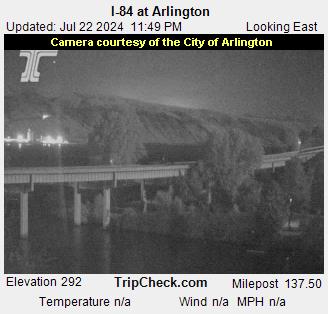 I-84 at Arlington
Updated: Jul 22 2024 11:49 PM Looking East
Camera courtesy of the City of Arlington
Elevation 292 TripCheck.com Milepost 137.50
Temperature n/a Wind n/a MPH n/a